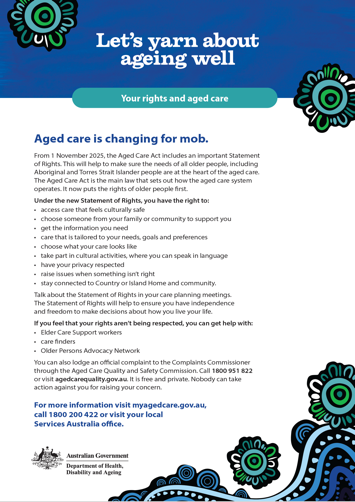 Let's yarn about
ageing well
Your rights and aged care
Aged care is changing for mob.
From 1 November 2025, the Aged Care Act includes an important Statement
of Rights. This will help to make sure the needs of all older people, including
Aboriginal and Torres Strait Islander people are at the heart of the aged care.
The Aged Care Act is the main law that sets out how the aged care system
operates. It now puts the rights of older people first.
Under the new Statement of Rights, you have the right to:
• access care that feels culturally safe
• choose someone from your family or community to support you
• get the information you need
• care that is tailored to your needs, goals and preferences
• choose what your care looks like
• take part in cultural activities, where you can speak in language
• have your privacy respected
• raise issues when something isn't right
• stay connected to Country or Island Home and community.
Talk about the Statement of Rights in your care planning meetings.
The Statement of Rights will help to ensure you have independence
and freedom to make decisions about how you live your life.
If you feel that your rights aren't being respected, you can get help with:
• Elder Care Support workers
• care finders
• Older Persons Advocacy Network
You can also lodge an official complaint to the Complaints Commissioner
through the Aged Care Quality and Safety Commission. Call 1800 951 822
or visit agedcarequality.gov.au. It is free and private. Nobody can take
action against you for raising your concern.
For more information visit myagedcare.gov.au,
call 1800 200 422 or visit your local
Services Australia office.
Australian Government
Department of Health,
Disability and Ageing